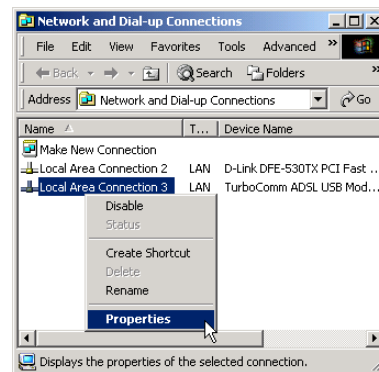 Network and Dial-up Connections
File Edit View Favorites Tools Advanced »
Back Search Folders »
Address Network and Dial-up Connections Go
Name T... Device Name
Make New Connection
Local Area Connection 2 LAN D-Link DFE-530TX PCI Fast ...
Local Area Connection 3 LAN TurboComm ADSL USB Mod...
Disable
Status
Create Shortcut
Delete
Rename
Properties
Displays the properties of the selected connection.